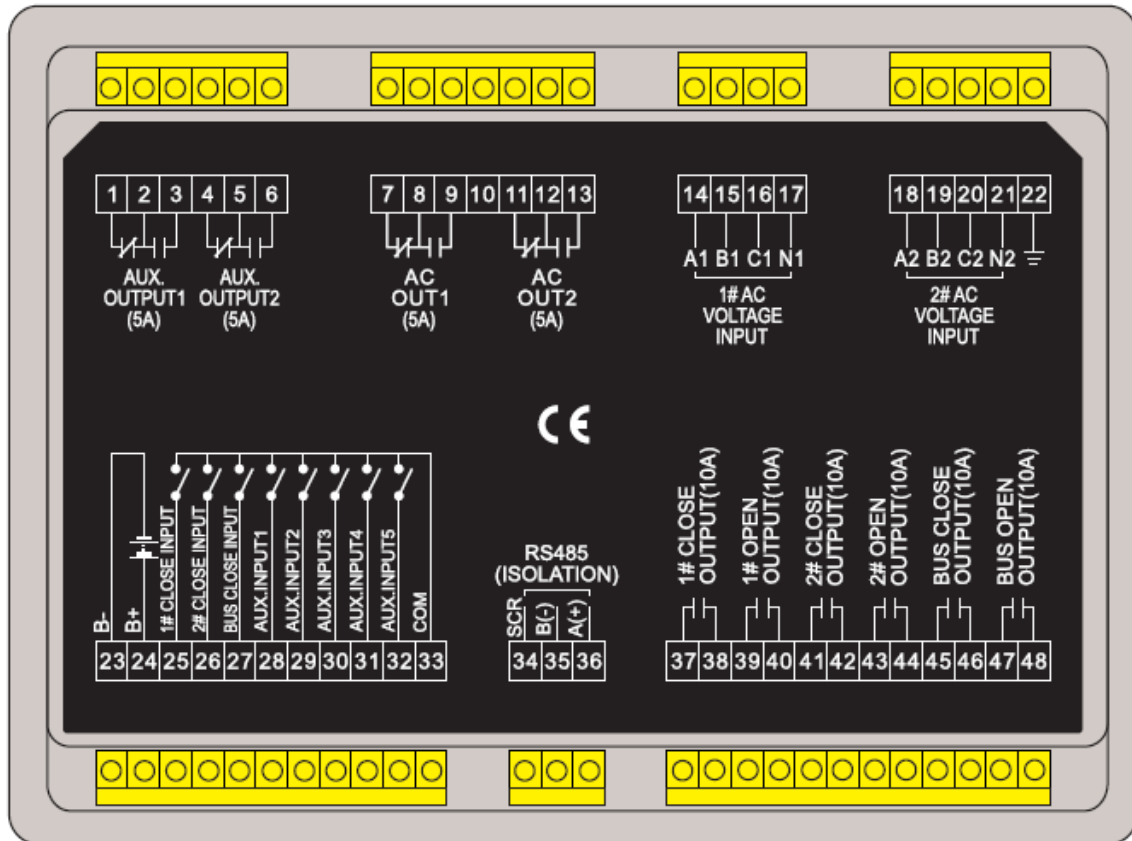 1 2 3 4 5 6
AUX.
OUTPUT1
(5A)
AUX.
OUTPUT2
(5A)
7 8 9 10 11 12 13
AC
OUT1
(5A)
AC
OUT2
(5A)
14 15 16 17
A1 B1 C1 N1
1# AC
VOLTAGE
INPUT
18 19 20 21 22
A2 B2 C2 N2
2# AC
VOLTAGE
INPUT
CE
B-
B+
1# CLOSE INPUT
2# CLOSE INPUT
BUS CLOSE INPUT
AUX.INPUT1
AUX.INPUT2
AUX.INPUT3
AUX.INPUT4
AUX.INPUT5
COM
23 24 25 26 27 28 29 30 31 32 33
RS485
(ISOLATION)
SCR
B(-)
A(+)
34 35 36
1# CLOSE
OUTPUT(10A)
1# OPEN
OUTPUT(10A)
2# CLOSE
OUTPUT(10A)
2# OPEN
OUTPUT(10A)
BUS CLOSE
OUTPUT(10A)
BUS OPEN
OUTPUT(10A)
37 38 39 40 41 42 43 44 45 46 47 48